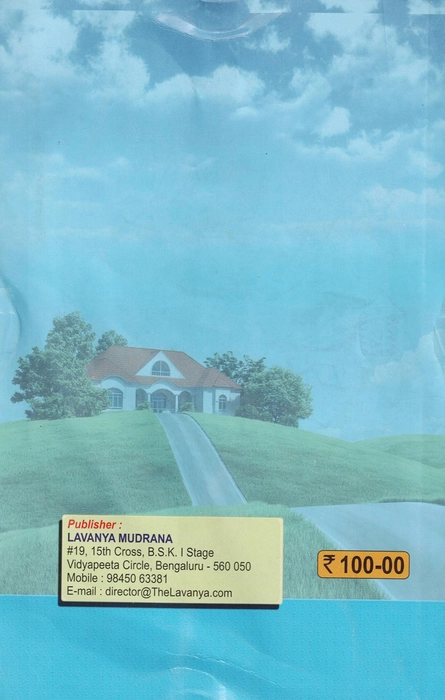 Publisher :
LAVANYA MUDRANA
#19, 15th Cross, B.S.K. I Stage
Vidyapeeta Circle, Bengaluru - 560 050
Mobile : 98450 63381
E-mail : director@TheLavanya.com
₹ 100-00